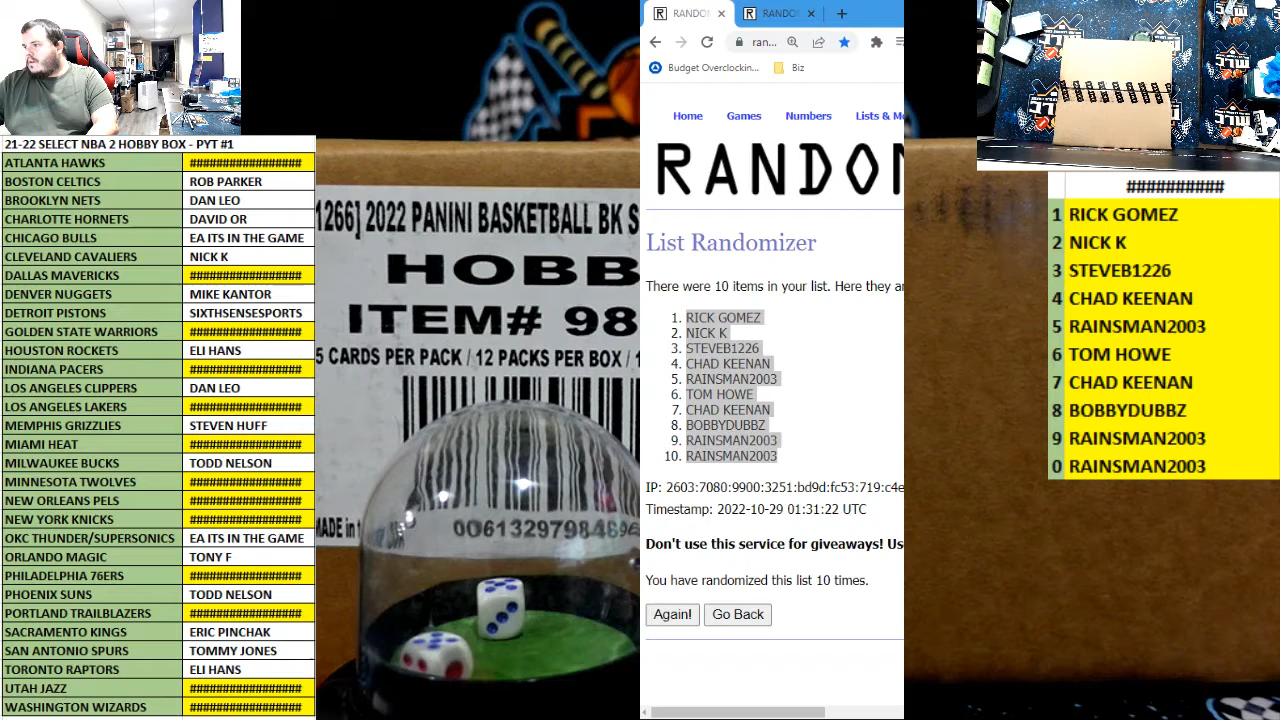 21-22 SELECT NBA 2 HOBBY BOX - PYT #1
ATLANTA HAWKS ################
BOSTON CELTICS ROB PARKER
BROOKLYN NETS DAN LEO
CHARLOTTE HORNETS DAVID OR
CHICAGO BULLS EA ITS IN THE GAME
CLEVELAND CAVALIERS NICK K
DALLAS MAVERICKS ################
DENVER NUGGETS MIKE KANTOR
DETROIT PISTONS SIXTHSENSESPORTS
GOLDEN STATE WARRIORS ################
HOUSTON ROCKETS ELI HANS
INDIANA PACERS ################
LOS ANGELES CLIPPERS DAN LEO
LOS ANGELES LAKERS ################
MEMPHIS GRIZZLIES STEVEN HUFF
MIAMI HEAT ################
MILWAUKEE BUCKS TODD NELSON
MINNESOTA TWOLVES ################
NEW ORLEANS PELS ################
NEW YORK KNICKS ################
OKC THUNDER/SUPERSONICS EA ITS IN THE GAME
ORLANDO MAGIC TONY F
PHILADELPHIA 76ERS ################
PHOENIX SUNS TODD NELSON
PORTLAND TRAILBLAZERS ################
SACRAMENTO KINGS ERIC PINCHAK
SAN ANTONIO SPURS TOMMY JONES
TORONTO RAPTORS ELI HANS
UTAH JAZZ ################
WASHINGTON WIZARDS ################
1266] 2022 PANINI BASKETBALL BK S
HOBB
ITEM# 98
5 CARDS PER PACK / 12 PACKS PER BOX / 1
MADE in t
RANDO
RANDO
ran...
Budget Overclockin...
Biz
Home Games Numbers Lists & Mo
RANDON
List Randomizer
There were 10 items in your list. Here they ar
1. RICK GOMEZ
2. NICK K
3. STEVEB1226
4. CHAD KEENAN
5. RAINSMAN2003
6. TOM HOWE
7. CHAD KEENAN
8. BOBBYDUBBZ
9. RAINSMAN2003
10. RAINSMAN2003
IP: 2603:7080:9900:3251:bd9d:fc53:719:c4e
Timestamp: 2022-10-29 01:31:22 UTC
Don't use this service for giveaways! Us
You have randomized this list 10 times.
Again! Go Back
##########
1 RICK GOMEZ
2 NICK K
3 STEVEB1226
4 CHAD KEENAN
5 RAINSMAN2003
6 TOM HOWE
7 CHAD KEENAN
8 BOBBYDUBBZ
9 RAINSMAN2003
0 RAINSMAN2003